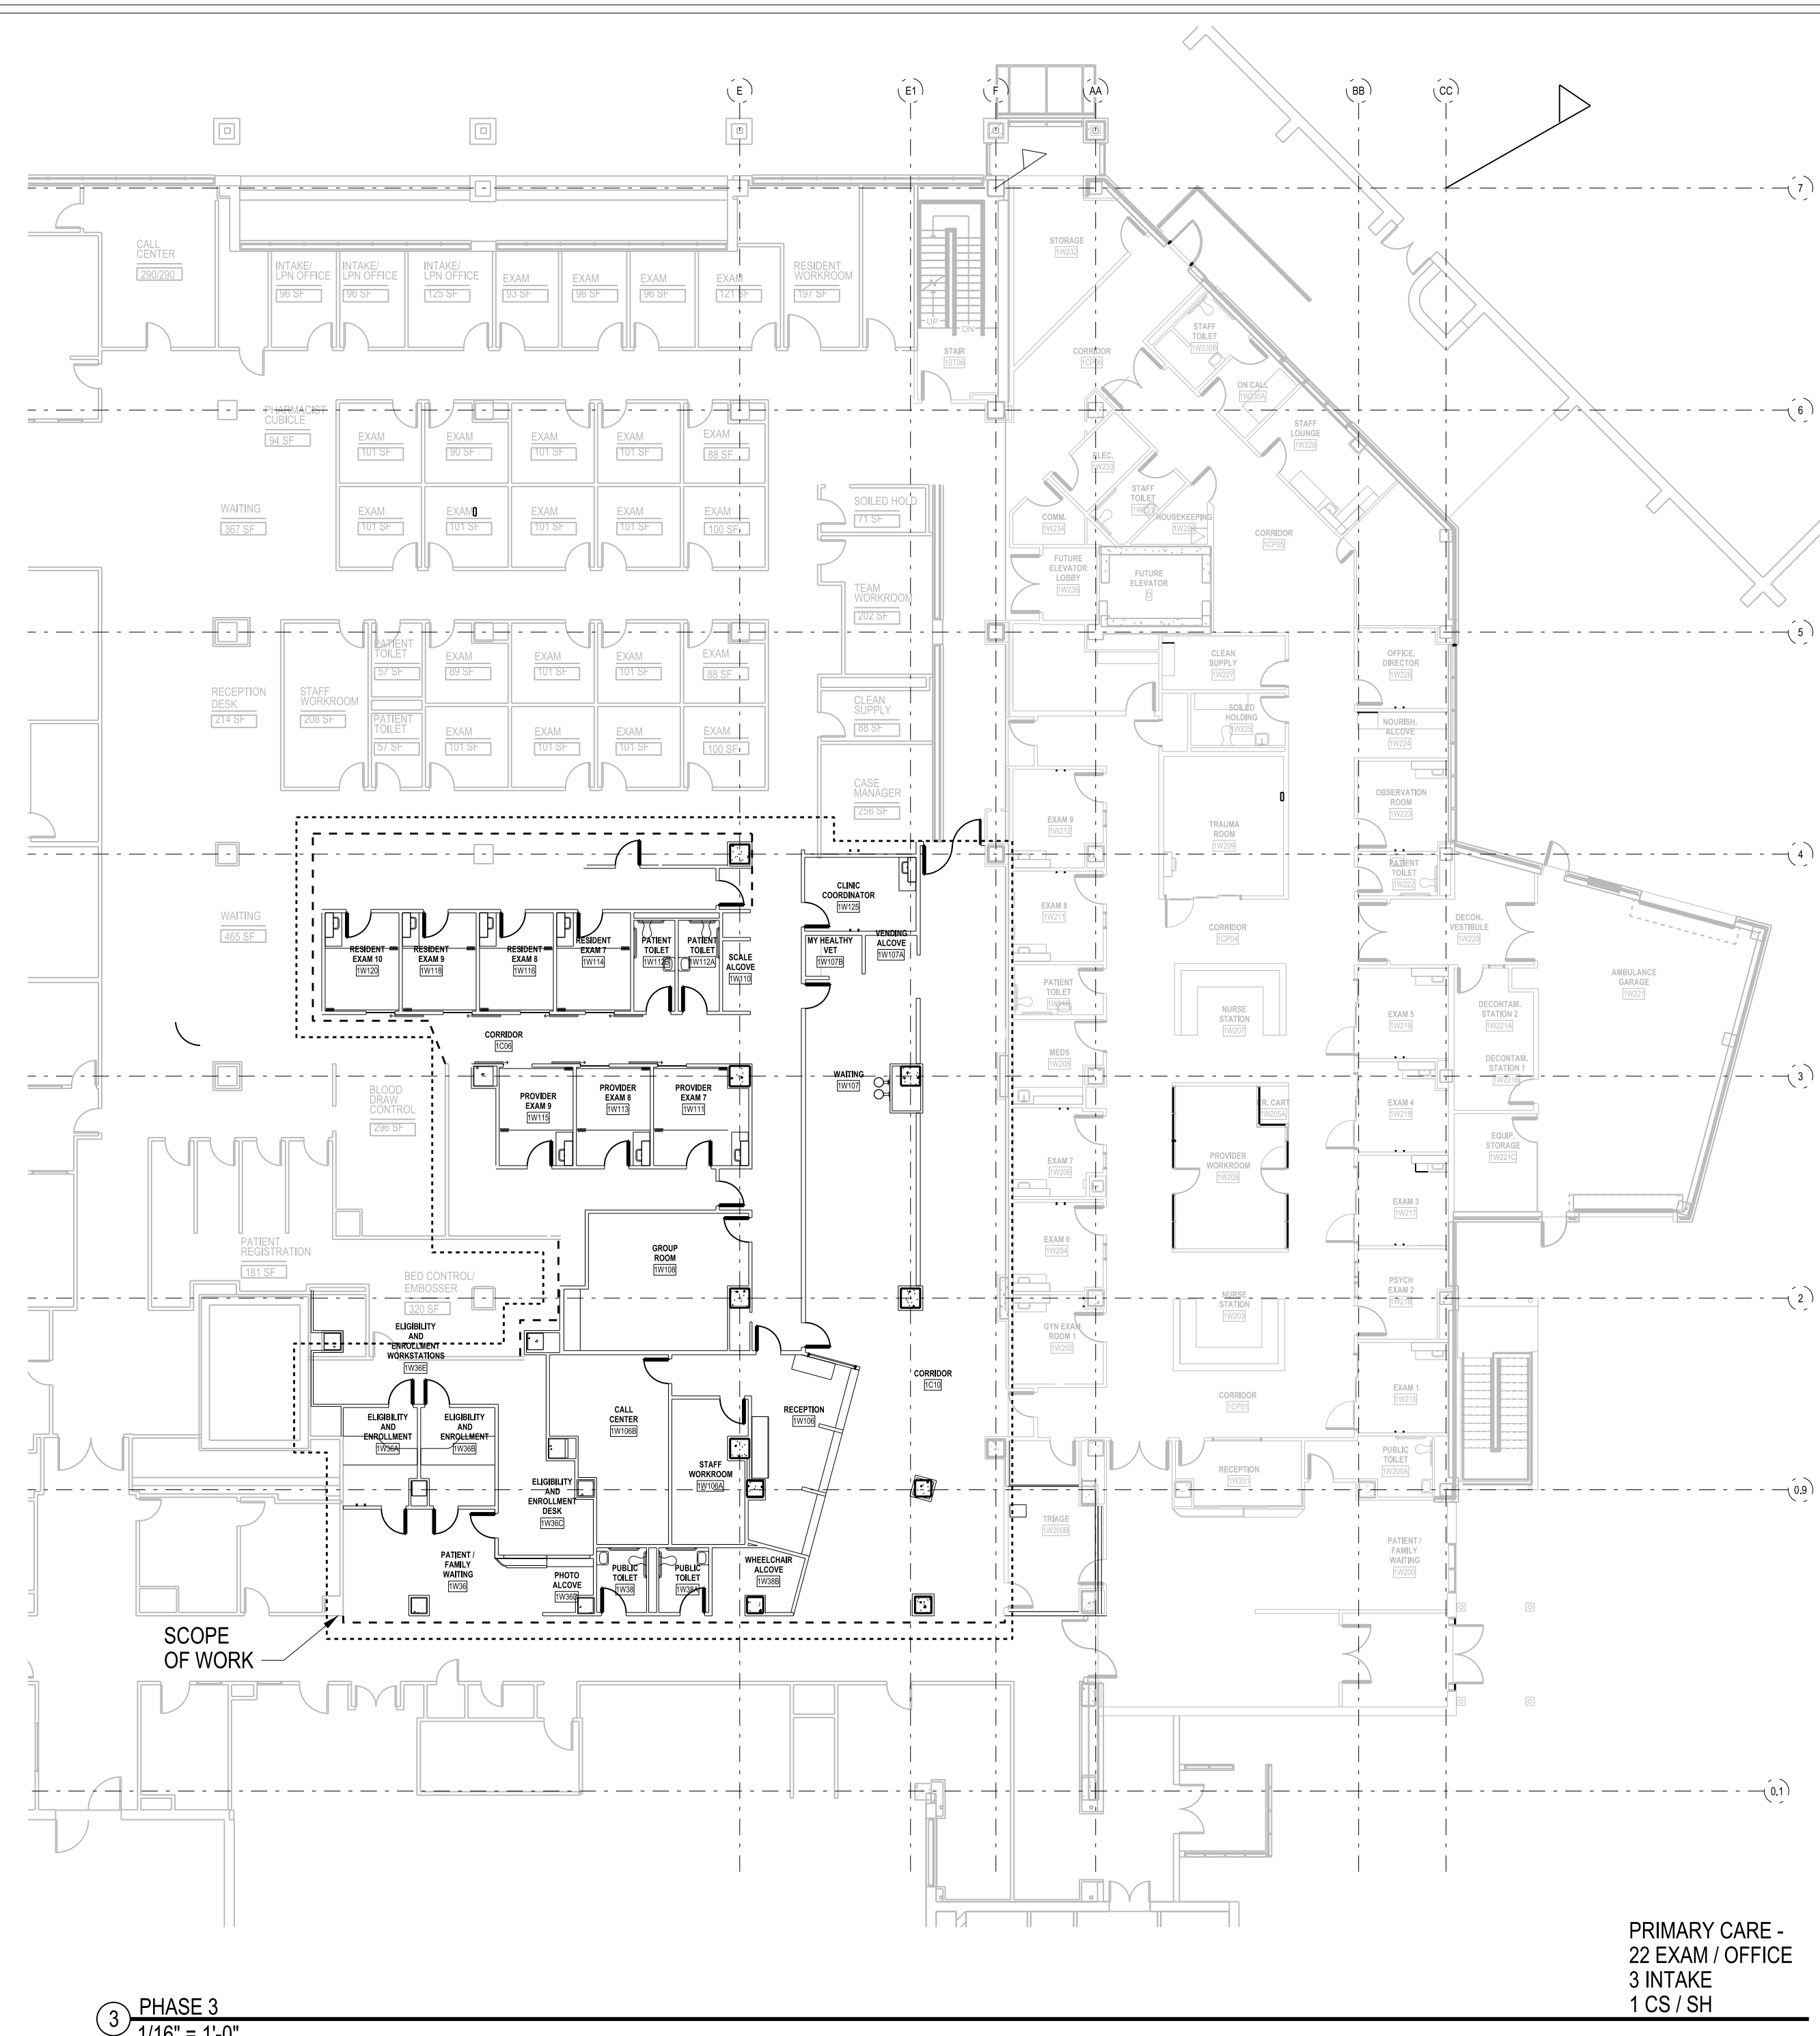 E
E1
F
AA
BB
CC
7
CALL
CENTER
290/290
INTAKE/
LPN OFFICE
96 SF
INTAKE/
LPN OFFICE
96 SF
INTAKE/
LPN OFFICE
125 SF
EXAM
93 SF
EXAM
96 SF
EXAM
96 SF
EXAM
121 SF
RESIDENT
WORKROOM
197 SF
UP
DN
STAIR
1ST06
STORAGE
1W232
CORRIDOR
1CP06
STAFF
TOILET
1W230B
ON CALL
1W230A
STAFF
LOUNGE
1W228
6
PHARMACIST
CUBICLE
94 SF
EXAM
101 SF
EXAM
90 SF
EXAM
101 SF
EXAM
101 SF
EXAM
88 SF
ELEC.
1W233
STAFF
TOILET
HOUSEKEEPING
COMM.
1W234
CORRIDOR
1CP05
WAITING
367 SF
EXAM
101 SF
EXAM
101 SF
EXAM
101 SF
EXAM
101 SF
EXAM
100 SF
SOILED HOLD
71 SF
FUTURE
ELEVATOR
LOBBY
1W235
FUTURE
ELEVATOR
D
TEAM
WORKROOM
202 SF
5
PATIENT
TOILET
57 SF
EXAM
89 SF
EXAM
101 SF
EXAM
101 SF
EXAM
88 SF
CLEAN
SUPPLY
1W227
OFFICE,
DIRECTOR
1W226
RECEPTION
DESK
214 SF
STAFF
WORKROOM
208 SF
PATIENT
TOILET
57 SF
EXAM
101 SF
EXAM
101 SF
EXAM
101 SF
EXAM
100 SF
CLEAN
SUPPLY
88 SF
SOILED
HOLDING
1W225
NOURISH.
ALCOVE
1W224
CASE
MANAGER
256 SF
EXAM 9
1W212
TRAUMA
ROOM
1W209
OBSERVATION
ROOM
1W223
4
PATIENT
TOILET
1W222
CLINIC
COORDINATOR
1W125
EXAM 8
1W211
CORRIDOR
1CP04
DECON.
VESTIBULE
1W220
WAITING
465 SF
RESIDENT
EXAM 10
1W120
RESIDENT
EXAM 9
1W118
RESIDENT
EXAM 8
1W116
RESIDENT
EXAM 7
1W114
PATIENT
TOILET
1W112B
PATIENT
TOILET
1W112A
SCALE
ALCOVE
1W110
MY HEALTHY
VET
1W107B
VENDING
ALCOVE
1W107A
AMBULANCE
GARAGE
1W221
PATIENT
TOILET
NURSE
STATION
1W207
EXAM 5
1W219
DECONTAM.
STATION 2
1W221A
CORRIDOR
1C06
MEDS
1W208
DECONTAM.
STATION 1
1W221B
3
WAITING
1W107
BLOOD
DRAW
CONTROL
296 SF
PROVIDER
EXAM 9
1W115
PROVIDER
EXAM 8
1W113
PROVIDER
EXAM 7
1W111
CART
1W205A
EXAM 4
1W218
EQUIP.
STORAGE
1W221C
EXAM 7
1W206
PROVIDER
WORKROOM
1W205
EXAM 3
1W217
PATIENT
REGISTRATION
181 SF
BED CONTROL/
EMBOSSER
320 SF
GROUP
ROOM
1W108
EXAM 6
1W204
PSYCH
EXAM 2
1W216
2
NURSE
STATION
1W203
ELIGIBILITY
AND
ENROLLMENT
WORKSTATIONS
1W36E
GYN EXAM
ROOM 1
1W202
CORRIDOR
1C10
CORRIDOR
1CP01
EXAM 1
1W215
ELIGIBILITY
AND
ENROLLMENT
1W36A
ELIGIBILITY
AND
ENROLLMENT
1W36B
CALL
CENTER
1W106B
RECEPTION
1W106
STAFF
WORKROOM
1W106A
RECEPTION
1W201
PUBLIC
TOILET
1W200A
ELIGIBILITY
AND
ENROLLMENT
DESK
1W36C
0.9
TRIAGE
1W200B
PATIENT /
FAMILY
WAITING
1W200
PATIENT /
FAMILY
WAITING
1W36
PHOTO
ALCOVE
PUBLIC
TOILET
1W38
PUBLIC
TOILET
1W38A
WHEELCHAIR
ALCOVE
1W38B
SCOPE
OF WORK
0.1
PRIMARY CARE -
22 EXAM / OFFICE
3 INTAKE
1 CS / SH
3
PHASE 3
1/16" = 1'-0"